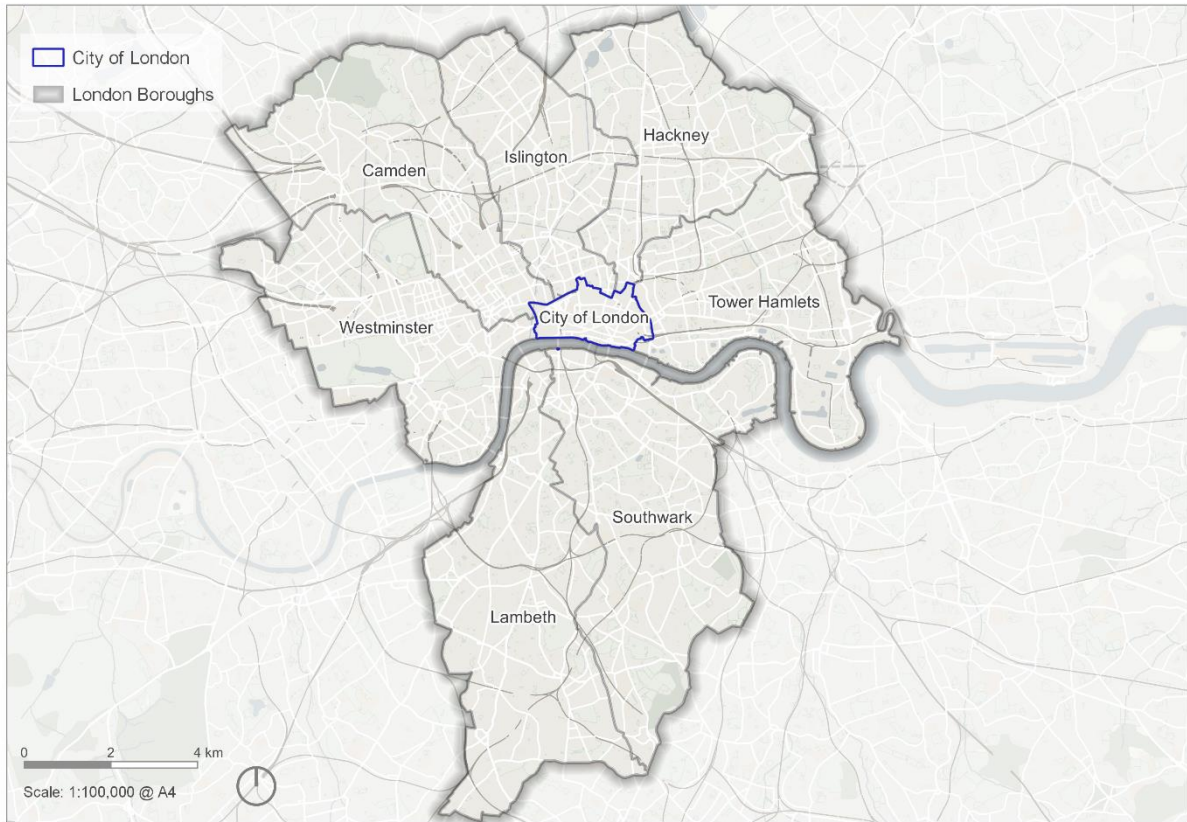 City of London
London Boroughs
Hackney
Islington
Camden
Tower Hamlets
City of London
Westminster
Southwark
Lambeth
0 2 4 km
Scale: 1:100,000 @ A4